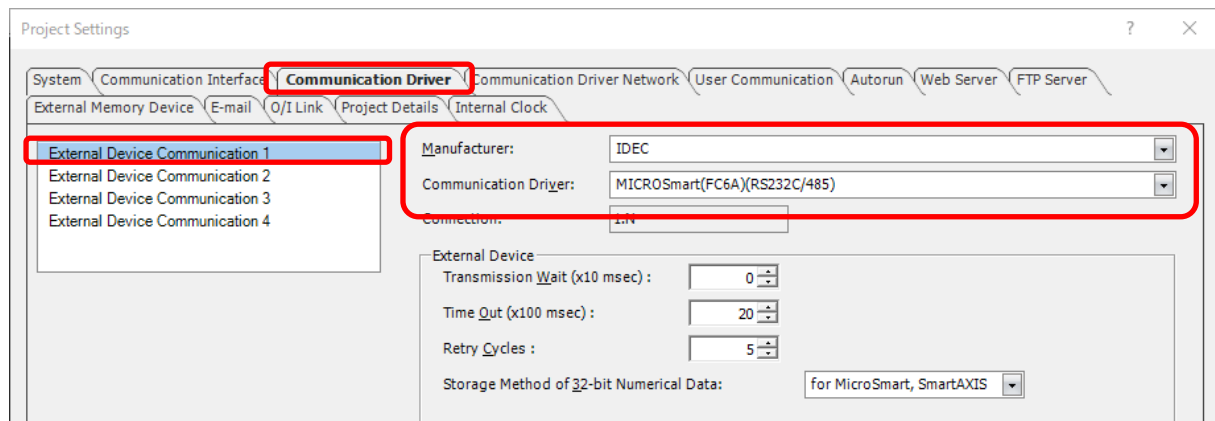 Project Settings ?
System Communication Interface Communication Driver Communication Driver Network User Communication Autorun Web Server FTP Server
External Memory Device E-mail O/I Link Project Details Internal Clock
External Device Communication 1
External Device Communication 2
External Device Communication 3
External Device Communication 4
Manufacturer: IDEC
Communication Driver: MICROSmart(FC6A)(RS232C/485)
Connection: 1:N
External Device
Transmission Wait (x10 msec) : 0
Time Out (x100 msec) : 20
Retry Cycles : 5
Storage Method of 32-bit Numerical Data: for MicroSmart, SmartAXIS